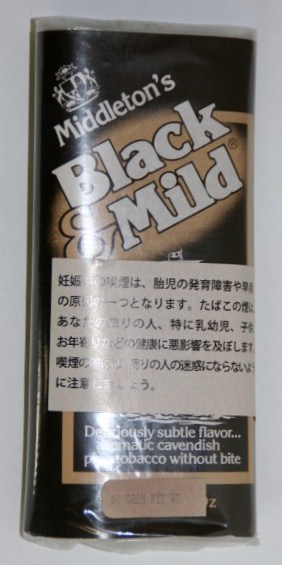 Middleton's
Black
& Mild®
妊娠中の喫煙は、胎児の発育障害や早産
の原因の一つとなります。たばこの煙は、
あなたの周りの人、特に乳幼児、子供、
お年寄りなどの健康に悪影響を及ぼします。
喫煙の際には、周りの人の迷惑にならないよう
に注意しましょう。
Deliciously subtle flavor...
aromatic cavendish
pipe tobacco without bite
OZ